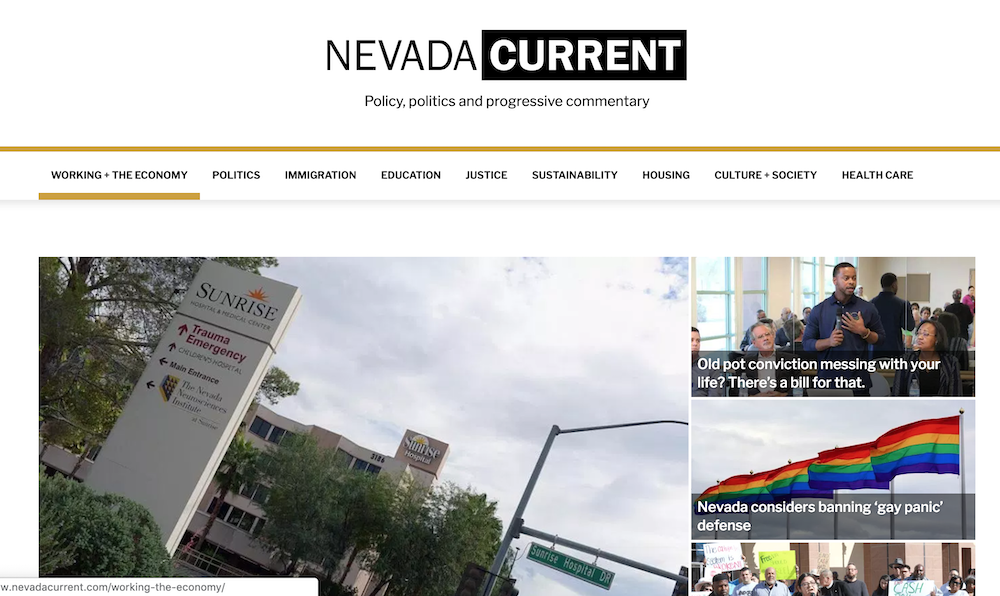 NEVADA CURRENT
Policy, politics and progressive commentary
WORKING + THE ECONOMY POLITICS IMMIGRATION EDUCATION JUSTICE SUSTAINABILITY HOUSING CULTURE + SOCIETY HEALTH CARE
SUNRISE
HOSPITAL & MEDICAL CENTER
Trauma
Emergency
CHILDREN'S HOSPITAL
Main Entrance
The Nevada
Neurosciences
Institute
at Sunrise
3186
Sunrise
Hospital
Sunrise Hospital DR
Old pot conviction messing with your
life? There's a bill for that.
Nevada considers banning ‘gay panic’
defense
CASH
w.nevadacurrent.com/working-the-economy/